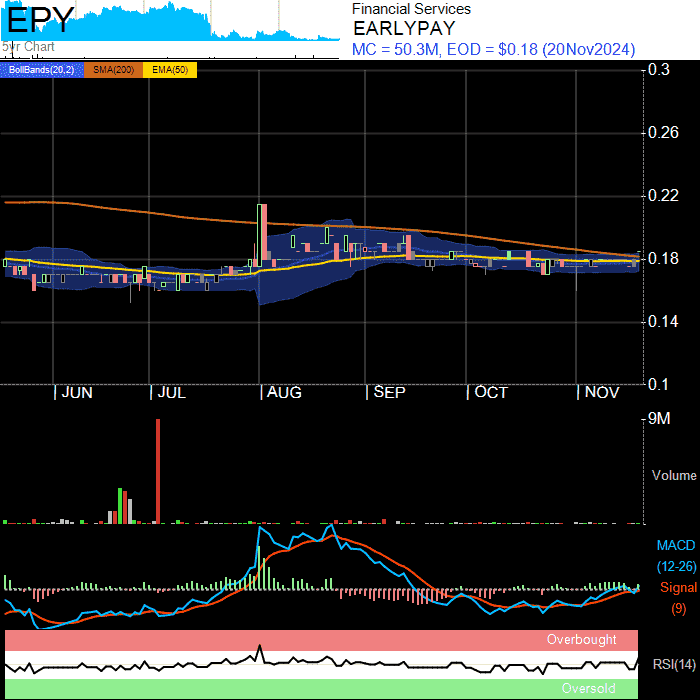 EPY
5yr Chart
Financial Services
EARLYPAY
MC = 50.3M, EOD = $0.18 (20Nov2024)
BollBands(20,2) SMA(200) EMA(50)
0.3
0.26
0.22
0.18
0.14
0.1
JUN JUL AUG SEP OCT NOV
9M
Volume
MACD
(12-26)
Signal
(9)
Overbought
RSI(14)
Oversold